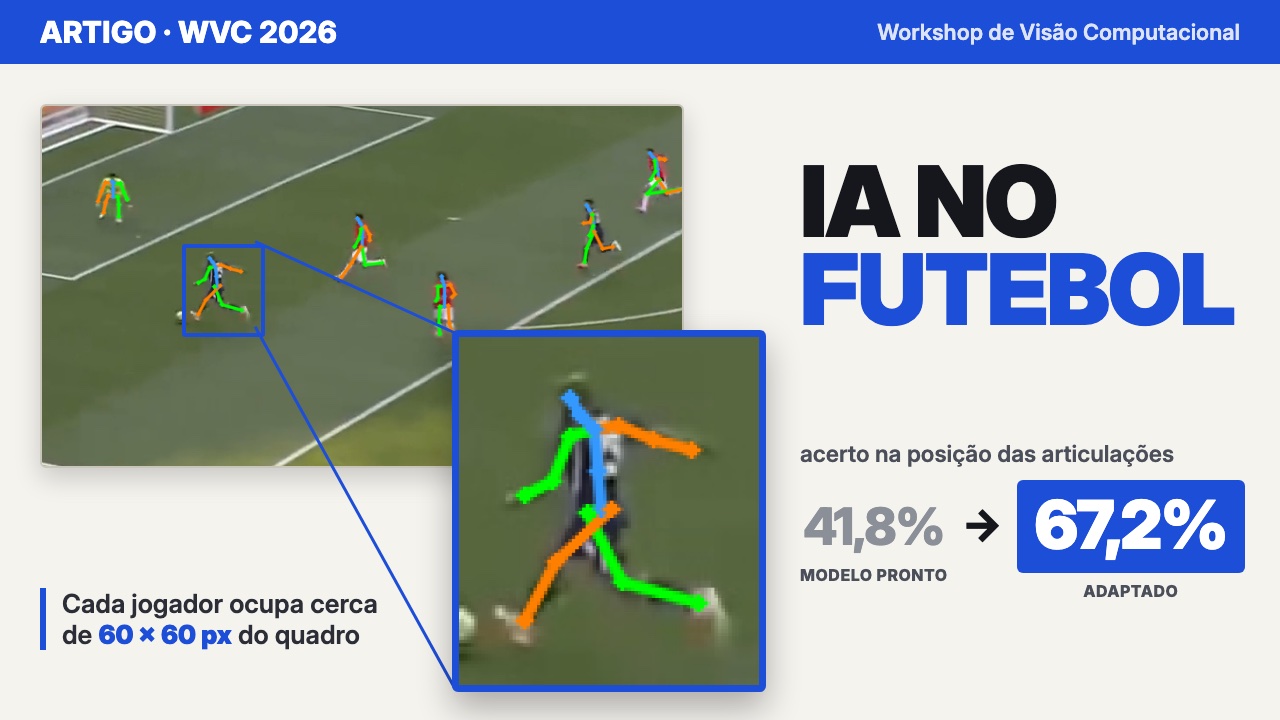 ARTIGO · WVC 2026
Workshop de Visão Computacional
IA NO
FUTEBOL
acerto na posição das articulações
41,8% → 67,2%
MODELO PRONTO
ADAPTADO
Cada jogador ocupa cerca
de 60 × 60 px do quadro